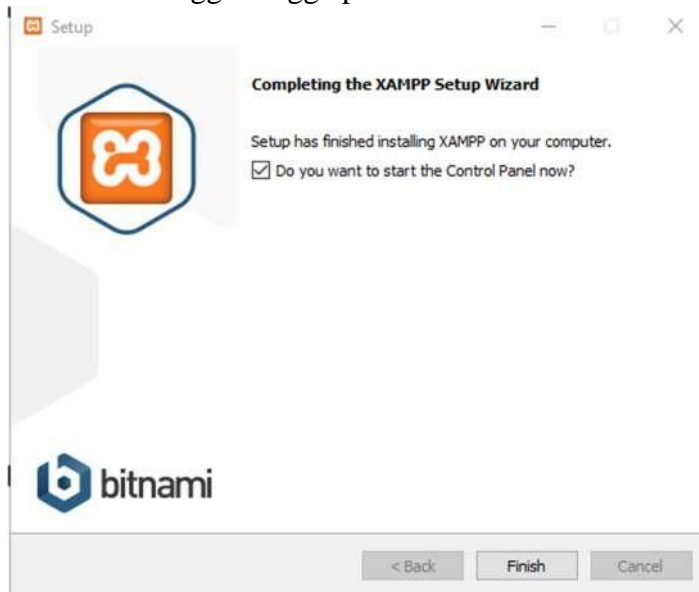 Setup
Completing the XAMPP Setup Wizard
Setup has finished installing XAMPP on your computer.
Do you want to start the Control Panel now?
bitnami
< Back
Finish
Cancel